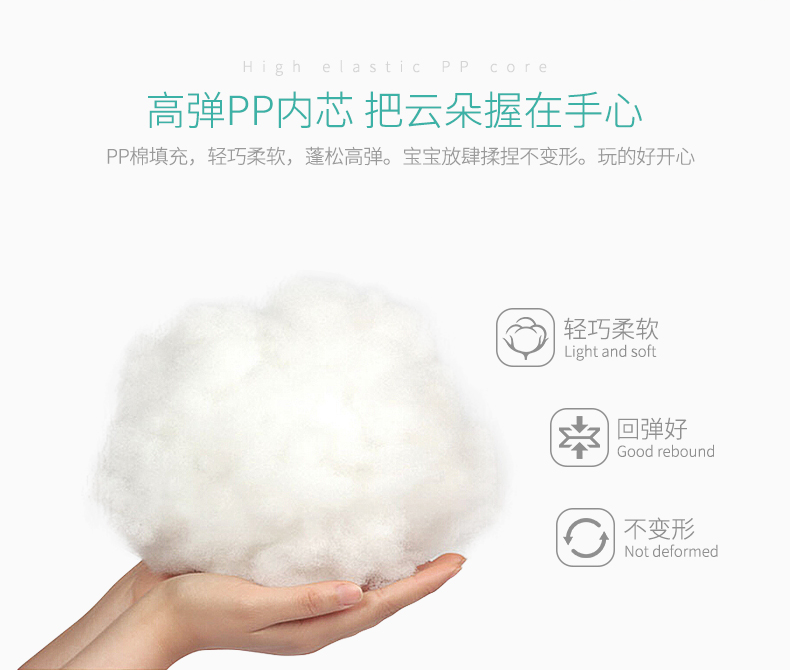 High elastic PP core
高弹PP内芯 把云朵握在手心
PP棉填充，轻巧柔软，蓬松高弹。宝宝放肆揉捏不变形。玩的好开心
轻巧柔软
Light and soft
回弹好
Good rebound
不变形
Not deformed